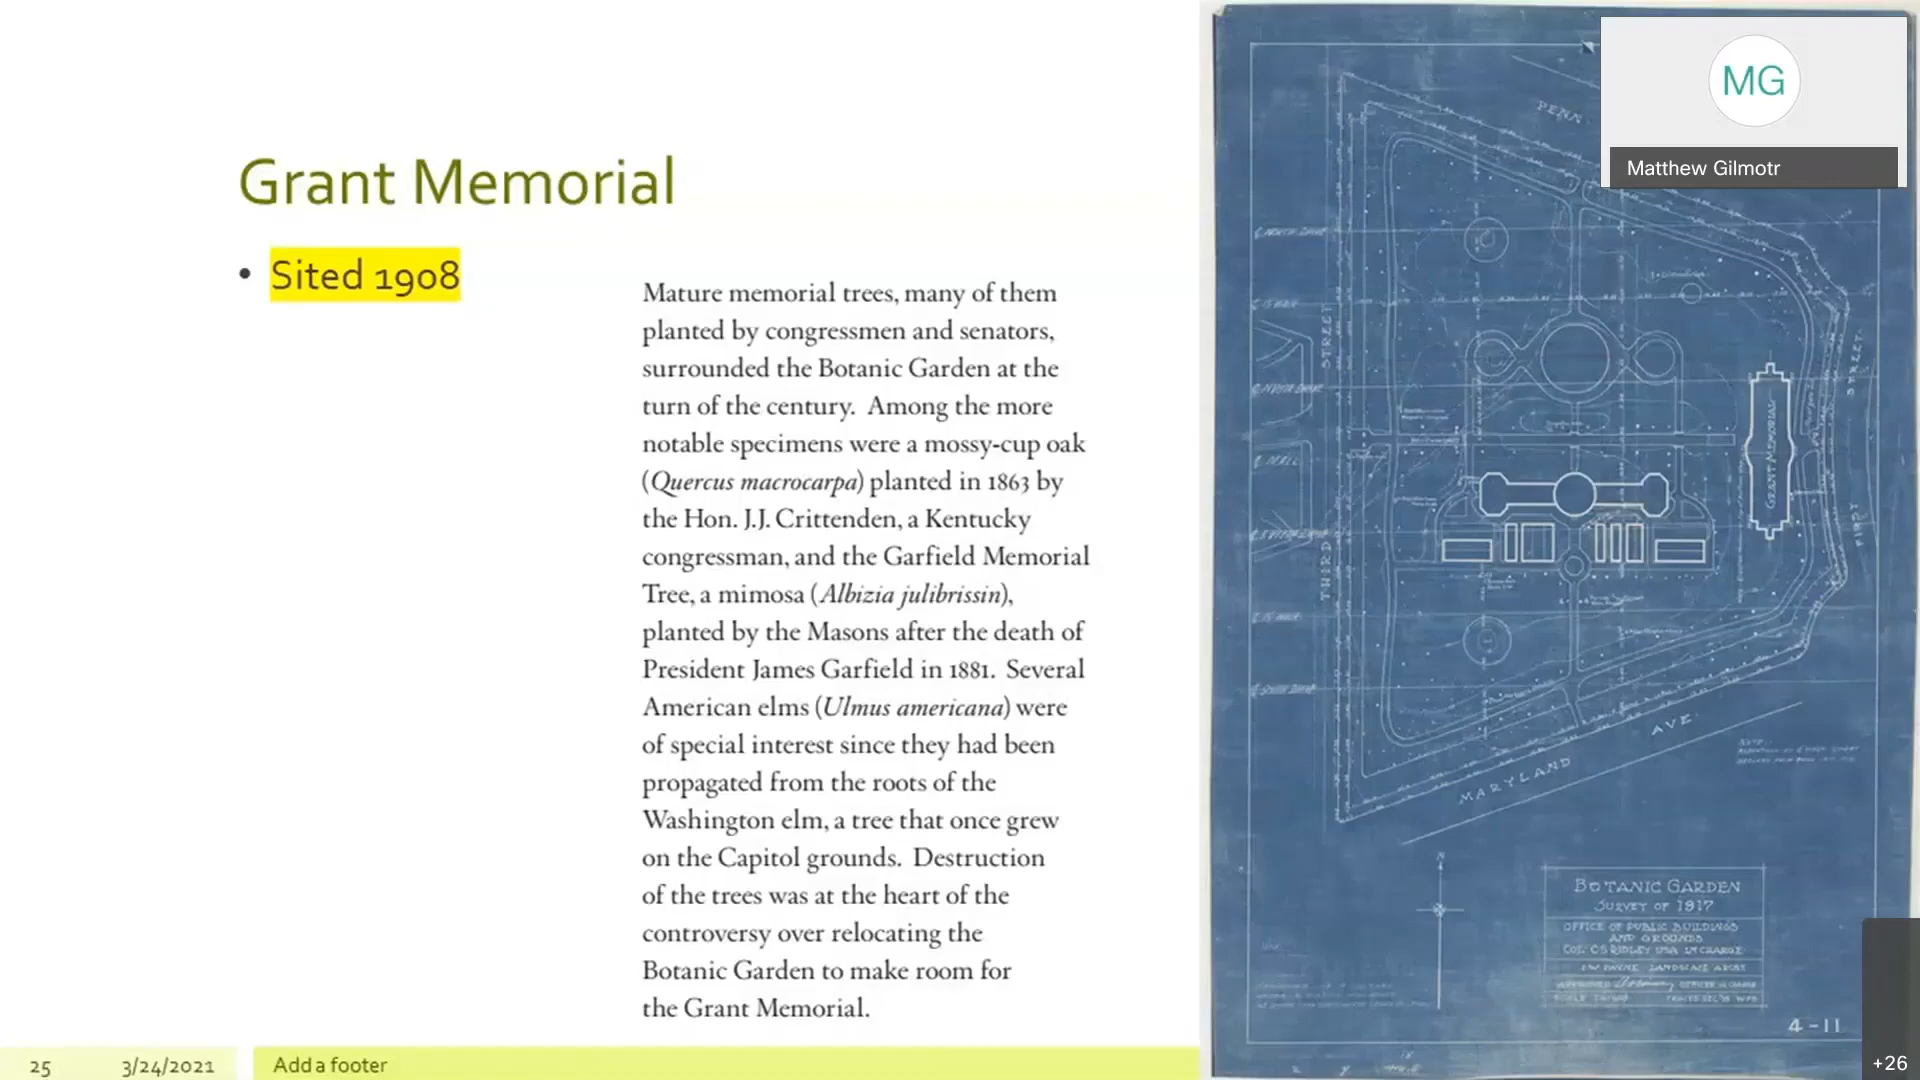 Grant Memorial
• Sited 1908
Mature memorial trees, many of them
planted by congressmen and senators,
surrounded the Botanic Garden at the
turn of the century. Among the more
notable specimens were a mossy-cup oak
(Quercus macrocarpa) planted in 1863 by
the Hon. J.J. Crittenden, a Kentucky
congressman, and the Garfield Memorial
Tree, a mimosa (Albizia julibrissin),
planted by the Masons after the death of
President James Garfield in 1881. Several
American elms (Ulmus americana) were
of special interest since they had been
propagated from the roots of the
Washington elm, a tree that once grew
on the Capitol grounds. Destruction
of the trees was at the heart of the
controversy over relocating the
Botanic Garden to make room for
the Grant Memorial.
25
3/24/2021
Add a footer
MG
Matthew Gilmotr
PENN
STREET
THIRD
GRANT MEMORIAL
STREET
FIRST
MARYLAND AVE
N
BOTANIC GARDEN
SURVEY OF 1917
OFFICE OF PUBLIC BUILDINGS
AND GROUNDS
COL CS RIDLEY USA IN CHARGE
4-11
+26